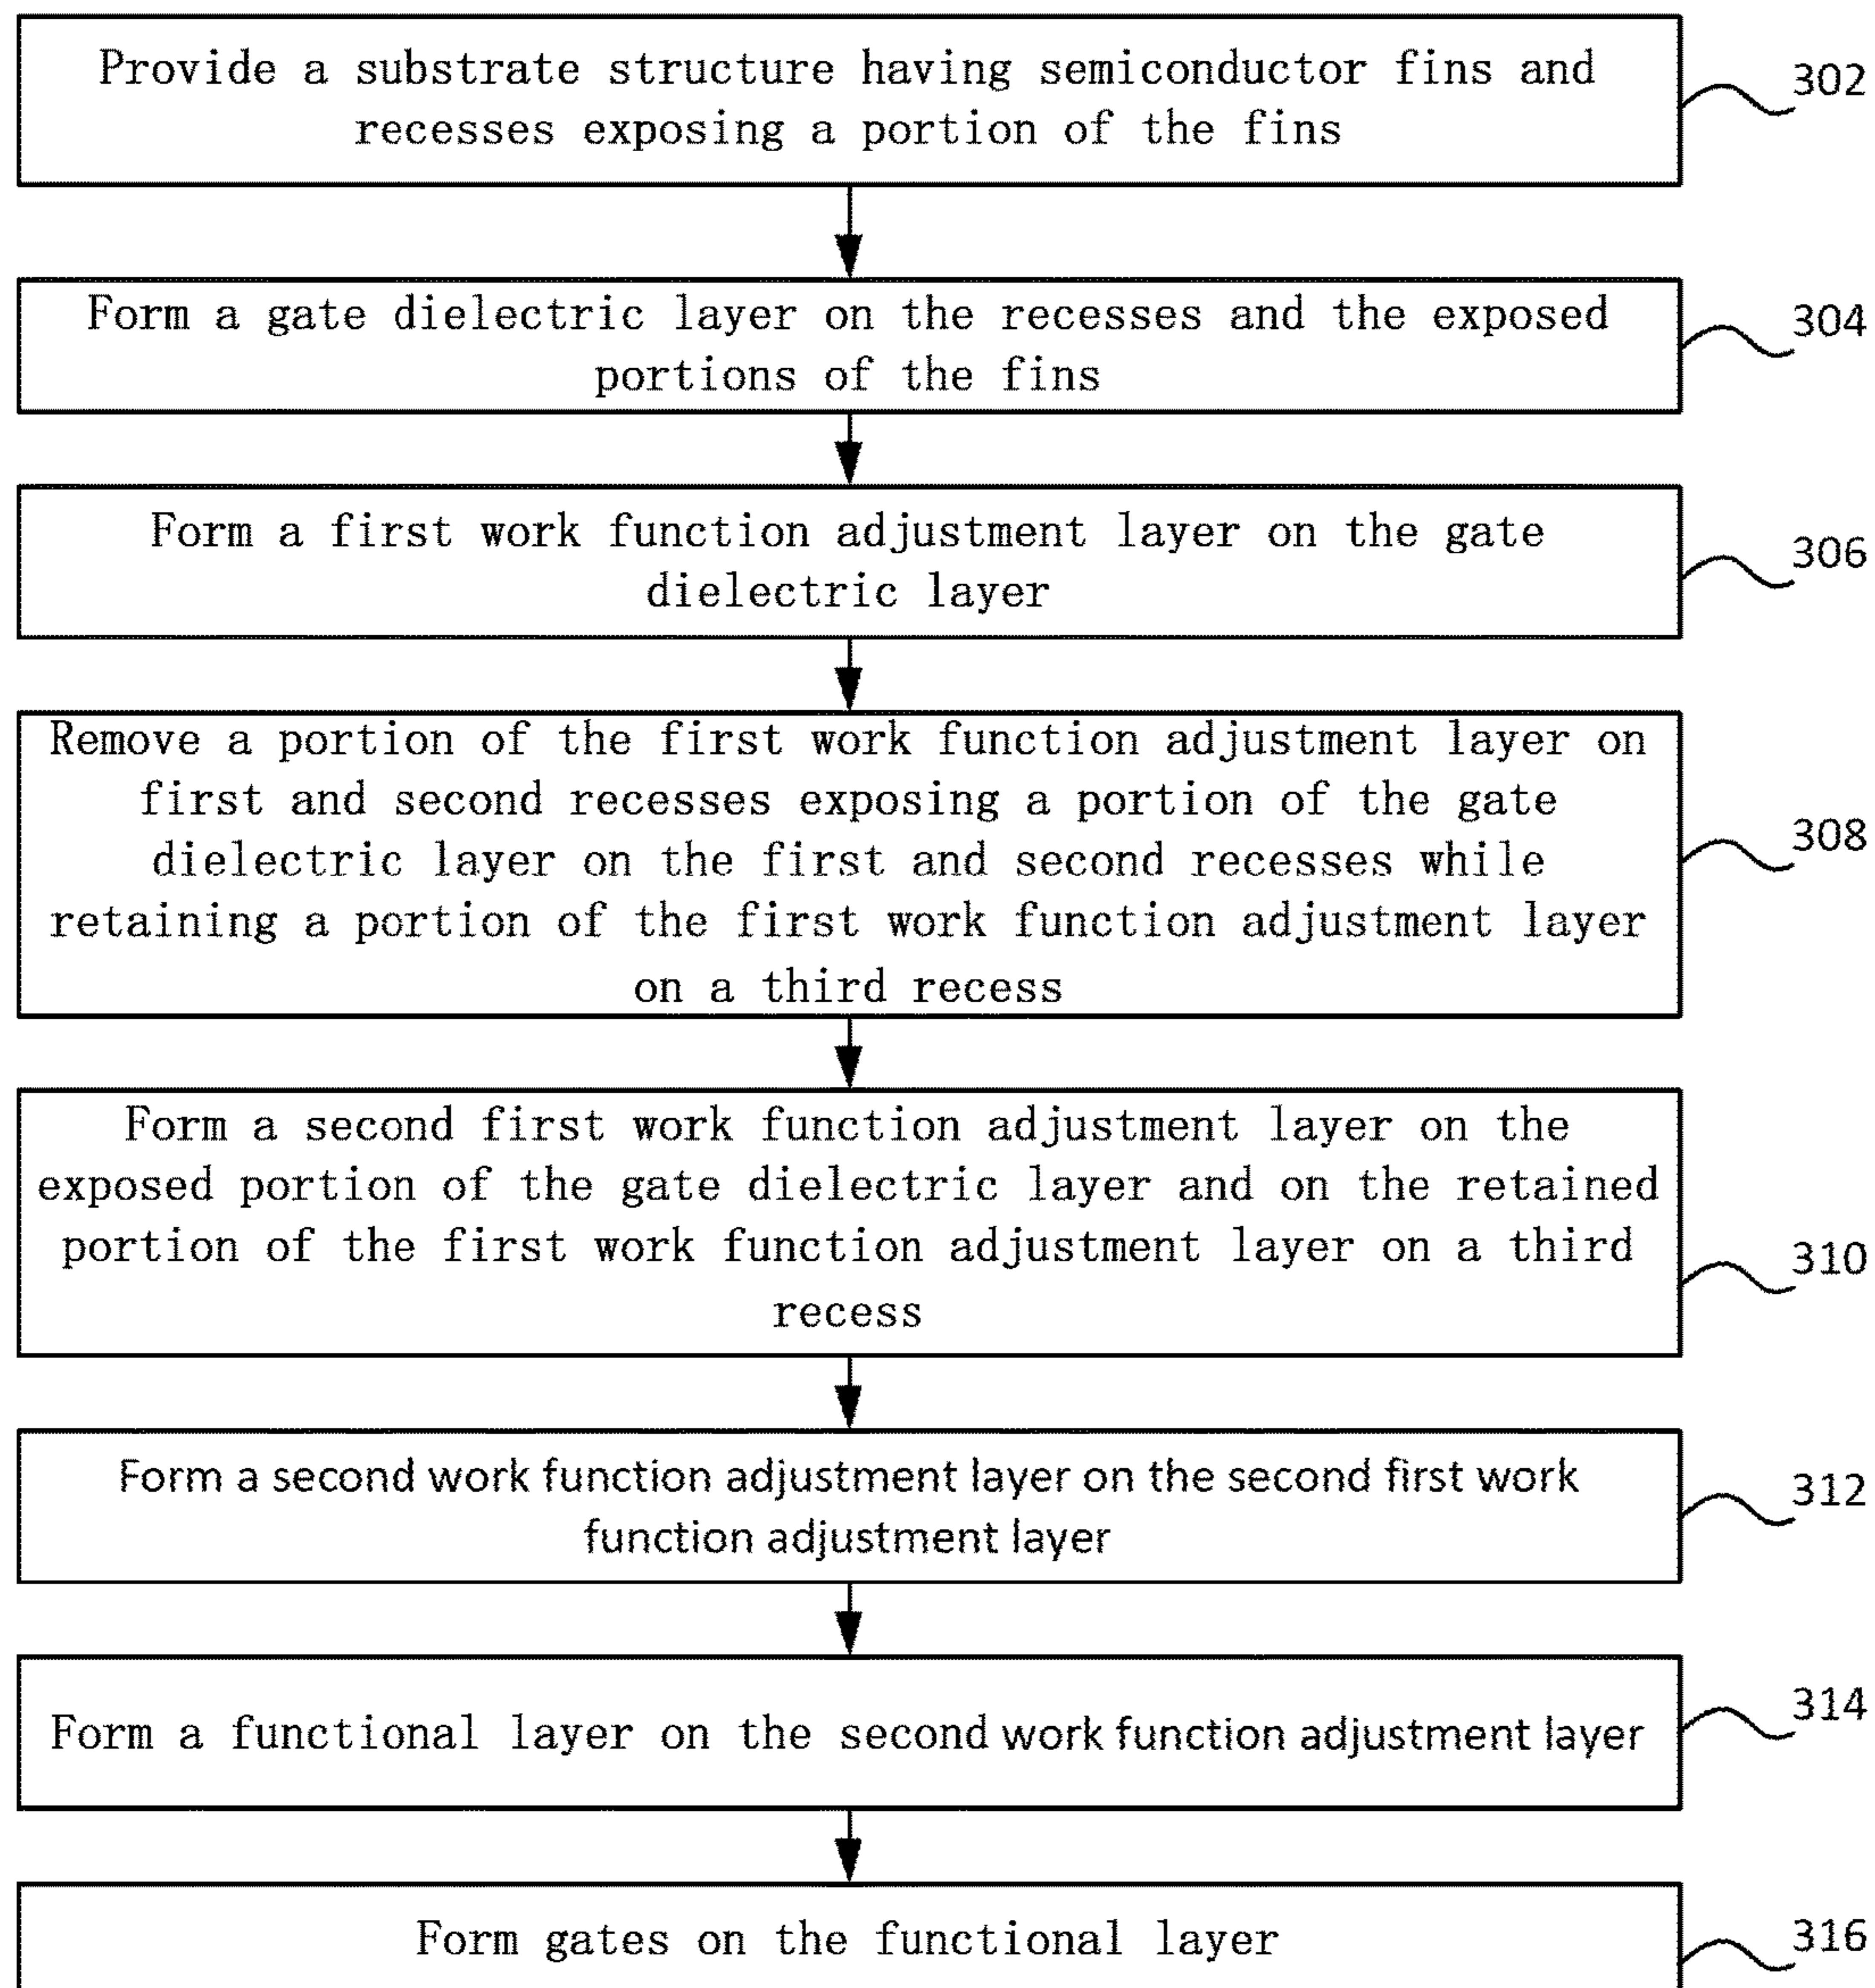 Provide a substrate structure having semiconductor fins and
recesses exposing a portion of the fins
302
Form a gate dielectric layer on the recesses and the exposed
portions of the fins
304
Form a first work function adjustment layer on the gate
dielectric layer
306
Remove a portion of the first work function adjustment layer on
first and second recesses exposing a portion of the gate
dielectric layer on the first and second recesses while
retaining a portion of the first work function adjustment layer
on a third recess
308
Form a second first work function adjustment layer on the
exposed portion of the gate dielectric layer and on the retained
portion of the first work function adjustment layer on a third
recess
310
Form a second work function adjustment layer on the second first work
function adjustment layer
312
Form a functional layer on the second work function adjustment layer
314
Form gates on the functional layer
316